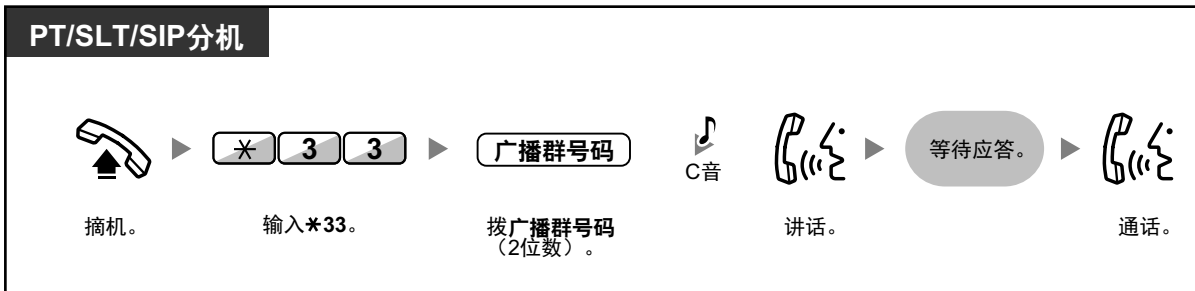 PT/SLT/SIP分机
* 3 3
广播群号码
C音
等待应答。
摘机。
输入*33。
拨广播群号码
（2位数）。
讲话。
通话。